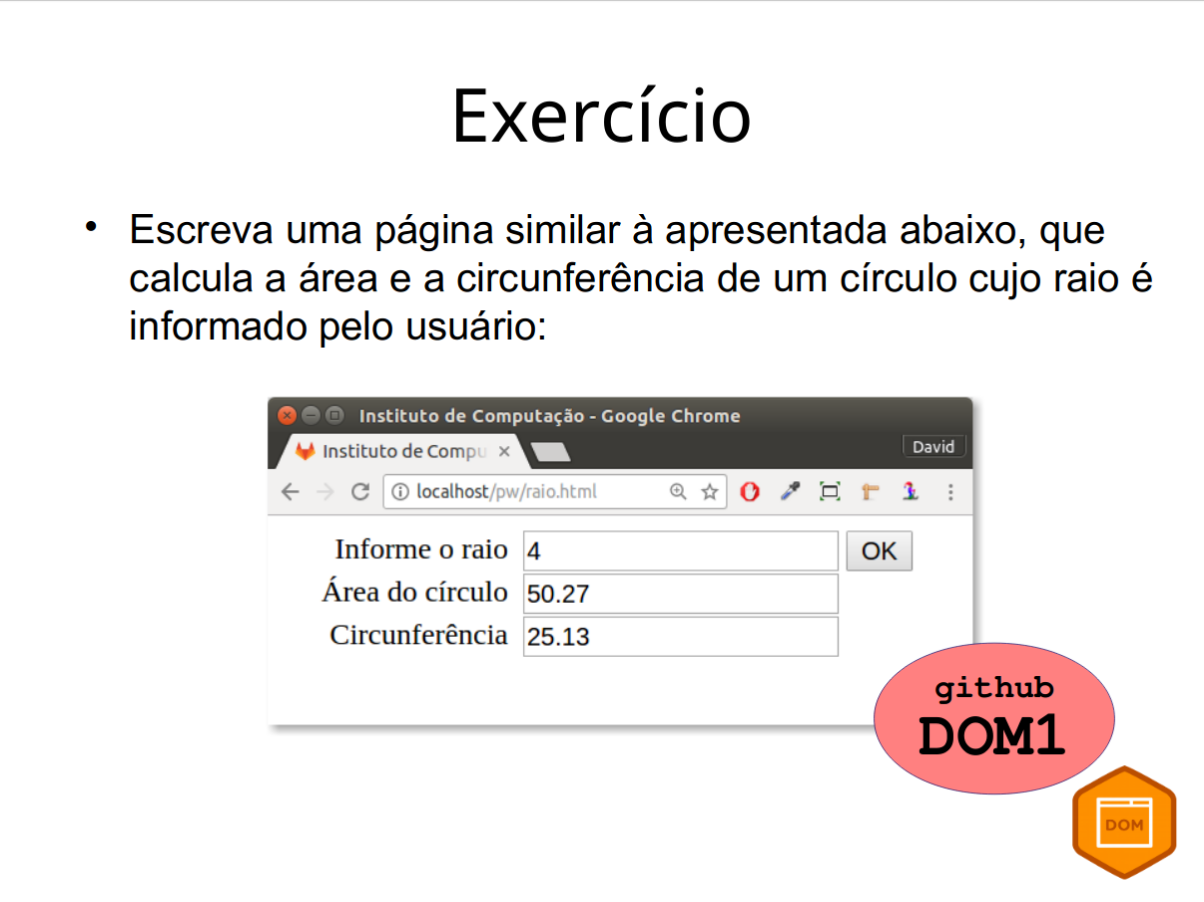 Exercício
• Escreva uma página similar à apresentada abaixo, que
calcula a área e a circunferência de um círculo cujo raio é
informado pelo usuário:
Instituto de Computação - Google Chrome
Instituto de Compu
David
localhost/pw/raio.html
Informe o raio 4 OK
Área do círculo 50.27
Circunferência 25.13
github
DOM1
DOM